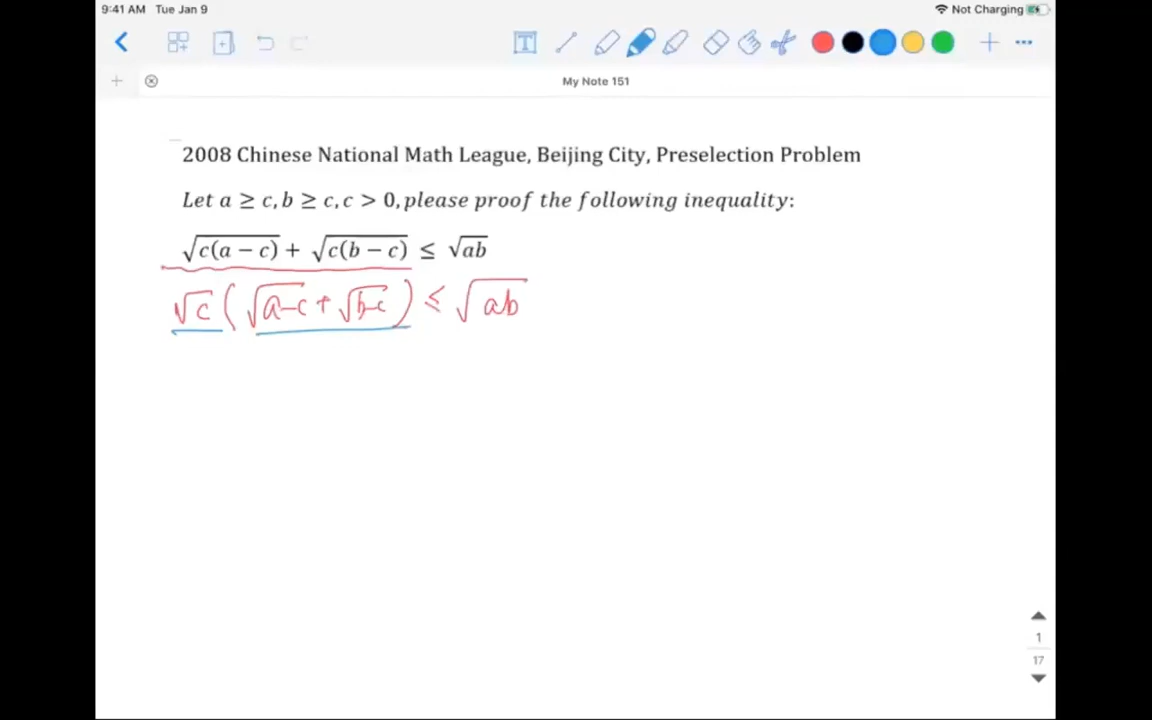 9:41 AM Tue Jan 9
Not Charging
My Note 151
2008 Chinese National Math League, Beijing City, Preselection Problem
Let a ≥ c, b ≥ c, c > 0, please proof the following inequality:
√c(a − c) + √c(b − c) ≤ √ab
√c (√a-c + √b-c) ≤ √ab
1
17